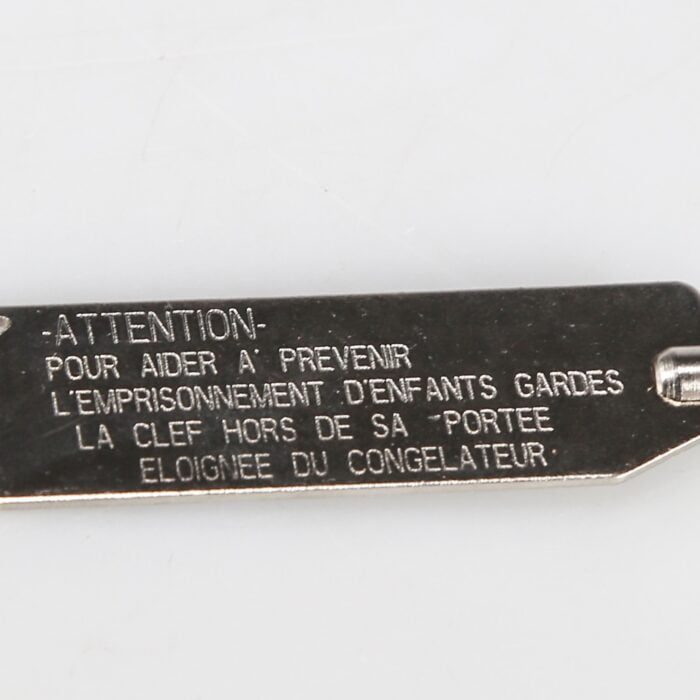 -ATTENTION-
POUR AIDER A' PREVENIR
L'EMPRISONNEMENT D'ENFANTS GARDES
LA CLEF HORS DE SA PORTEE
ELOIGNEE DU CONGELATEUR